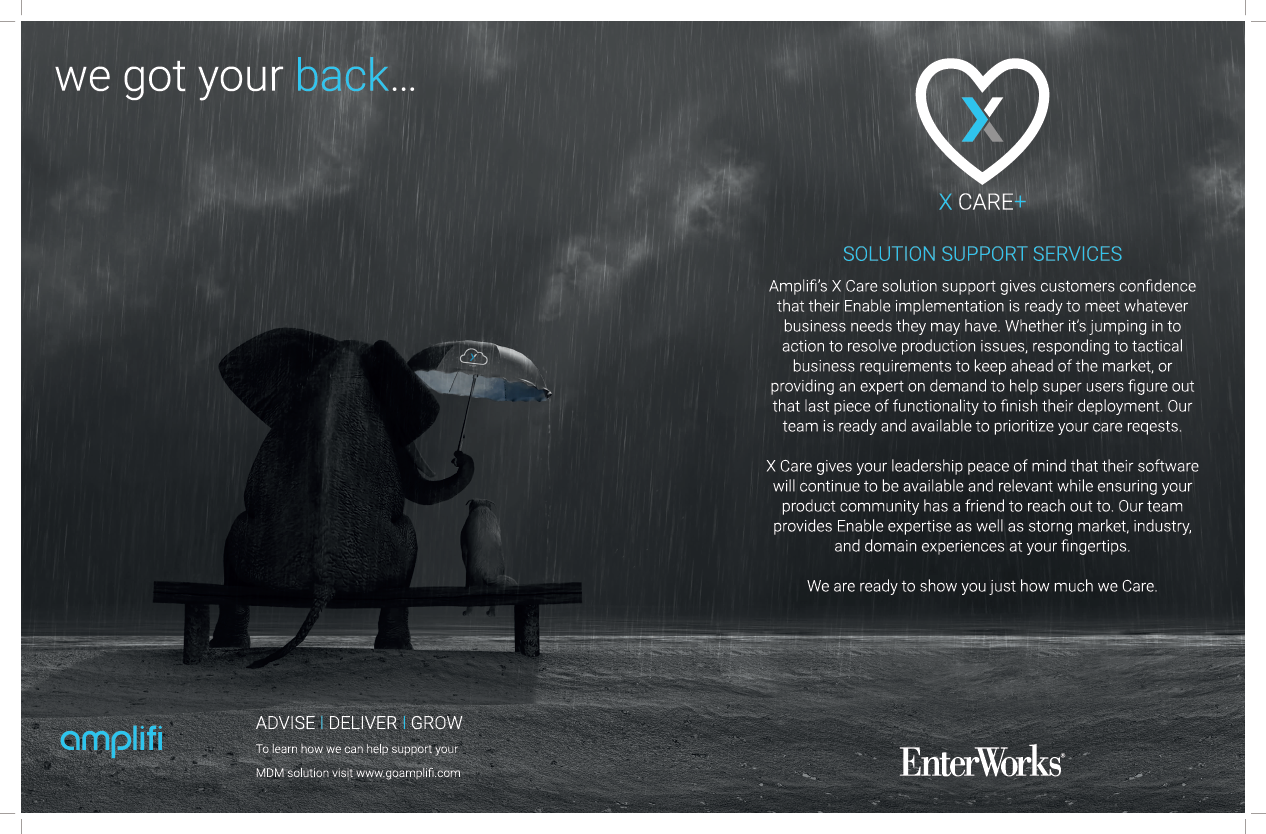 we got your back...
X
X CARE+
SOLUTION SUPPORT SERVICES
Amplifi’s X Care solution support gives customers confidence
that their Enable implementation is ready to meet whatever
business needs they may have. Whether it’s jumping in to
action to resolve production issues, responding to tactical
business requirements to keep ahead of the market, or
providing an expert on demand to help super users figure out
that last piece of functionality to finish their deployment. Our
team is ready and available to prioritize your care reqests.
X Care gives your leadership peace of mind that their software
will continue to be available and relevant while ensuring your
product community has a friend to reach out to. Our team
provides Enable expertise as well as storng market, industry,
and domain experiences at your fingertips.
We are ready to show you just how much we Care.
X
amplifi
ADVISE | DELIVER | GROW
To learn how we can help support your
MDM solution visit www.goamplifi.com
EnterWorks®